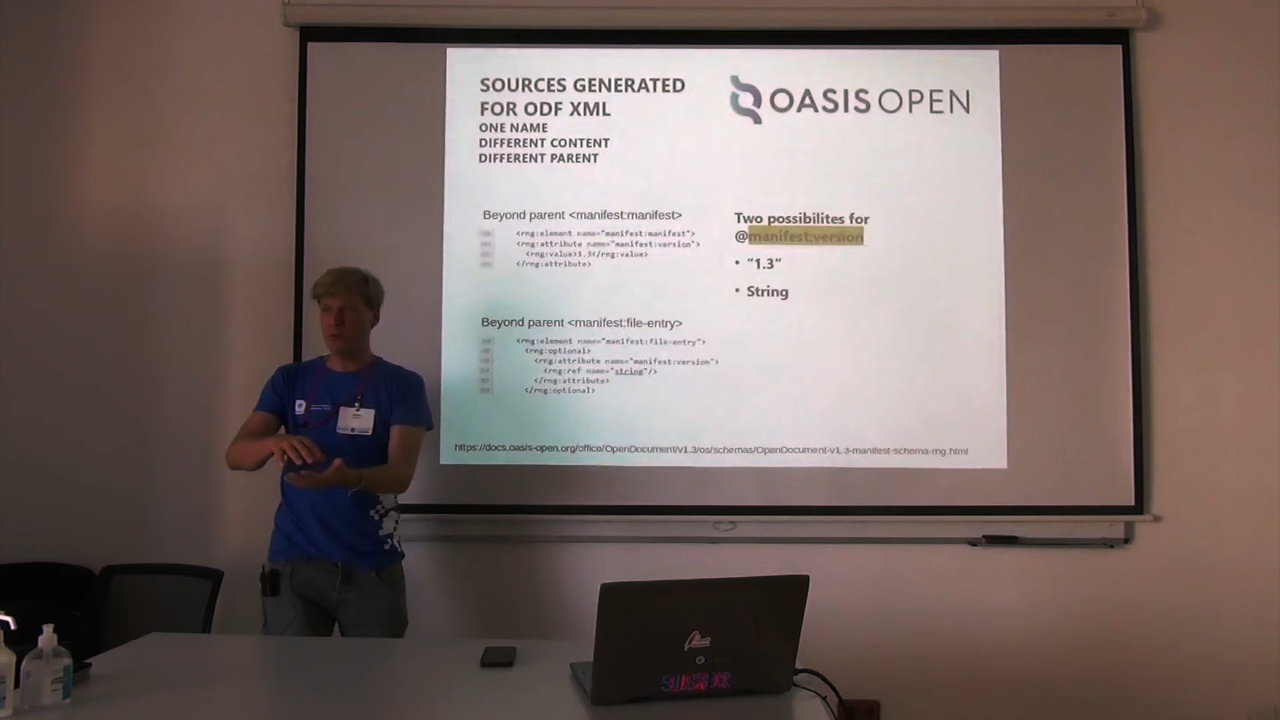 SOURCES GENERATED
FOR ODF XML
ONE NAME
DIFFERENT CONTENT
DIFFERENT PARENT
OASIS OPEN
Beyond parent <manifest:manifest>
<rng:element name="manifest:manifest">
<rng:attribute name="manifest:version">
<rng:value>1.3</rng:value>
</rng:attribute>
Two possibilites for
@manifest:version
• "1.3"
• String
Beyond parent <manifest:file-entry>
<rng:element name="manifest:file-entry">
<rng:optional>
<rng:attribute name="manifest:version">
<rng:ref name="string"/>
</rng:attribute>
</rng:optional>
https://docs.oasis-open.org/office/OpenDocument/v1.3/os/schemas/OpenDocument-v1.3-manifest-schema-rng.html